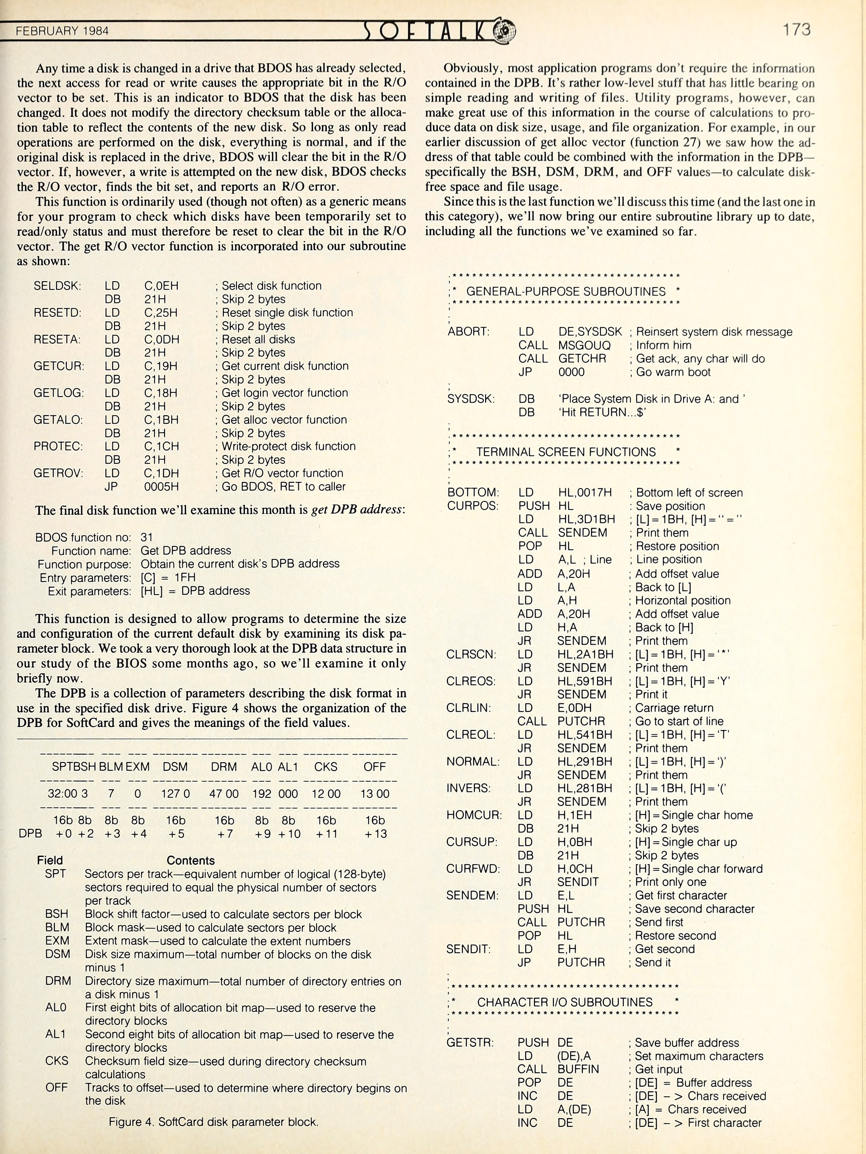 FEBRUARY 1984
SOFTALK
173
Any time a disk is changed in a drive that BDOS has already selected,
the next access for read or write causes the appropriate bit in the R/O
vector to be set. This is an indicator to BDOS that the disk has been
changed. It does not modify the directory checksum table or the alloca-
tion table to reflect the contents of the new disk. So long as only read
operations are performed on the disk, everything is normal, and if the
original disk is replaced in the drive, BDOS will clear the bit in the R/O
vector. If, however, a write is attempted on the new disk, BDOS checks
the R/O vector, finds the bit set, and reports an R/O error.
This function is ordinarily used (though not often) as a generic means
for your program to check which disks have been temporarily set to
read/only status and must therefore be reset to clear the bit in the R/O
vector. The get R/O vector function is incorporated into our subroutine
as shown:
SELDSK: LD C,0EH ; Select disk function
DB 21H ; Skip 2 bytes
RESETD: LD C,25H ; Reset single disk function
DB 21H ; Skip 2 bytes
RESETA: LD C,0DH ; Reset all disks
DB 21H ; Skip 2 bytes
GETCUR: LD C,19H ; Get current disk function
DB 21H ; Skip 2 bytes
GETLOG: LD C,18H ; Get login vector function
DB 21H ; Skip 2 bytes
GETALO: LD C,1BH ; Get alloc vector function
DB 21H ; Skip 2 bytes
PROTEC: LD C,1CH ; Write-protect disk function
DB 21H ; Skip 2 bytes
GETROV: LD C,1DH ; Get R/O vector function
JP 0005H ; Go BDOS, RET to caller
The final disk function we'll examine this month is get DPB address:
BDOS function no: 31
Function name: Get DPB address
Function purpose: Obtain the current disk's DPB address
Entry parameters: [C] = 1FH
Exit parameters: [HL] = DPB address
This function is designed to allow programs to determine the size
and configuration of the current default disk by examining its disk pa-
rameter block. We took a very thorough look at the DPB data structure in
our study of the BIOS some months ago, so we'll examine it only
briefly now.
The DPB is a collection of parameters describing the disk format in
use in the specified disk drive. Figure 4 shows the organization of the
DPB for SoftCard and gives the meanings of the field values.
SPT BSH BLM EXM DSM DRM AL0 AL1 CKS OFF
32:00 3 7 0 127 0 47 00 192 000 12 00 13 00
16b 8b 8b 8b 16b 16b 8b 8b 16b 16b
DPB +0 +2 +3 +4 +5 +7 +9 +10 +11 +13
Field Contents
SPT Sectors per track—equivalent number of logical (128-byte)
sectors required to equal the physical number of sectors
per track
BSH Block shift factor—used to calculate sectors per block
BLM Block mask—used to calculate sectors per block
EXM Extent mask—used to calculate the extent numbers
DSM Disk size maximum—total number of blocks on the disk
minus 1
DRM Directory size maximum—total number of directory entries on
a disk minus 1
AL0 First eight bits of allocation bit map—used to reserve the
directory blocks
AL1 Second eight bits of allocation bit map—used to reserve the
directory blocks
CKS Checksum field size—used during directory checksum
calculations
OFF Tracks to offset—used to determine where directory begins on
the disk
Figure 4. SoftCard disk parameter block.
Obviously, most application programs don't require the information
contained in the DPB. It's rather low-level stuff that has little bearing on
simple reading and writing of files. Utility programs, however, can
make great use of this information in the course of calculations to pro-
duce data on disk size, usage, and file organization. For example, in our
earlier discussion of get alloc vector (function 27) we saw how the ad-
dress of that table could be combined with the information in the DPB—
specifically the BSH, DSM, DRM, and OFF values—to calculate disk-
free space and file usage.
Since this is the last function we'll discuss this time (and the last one in
this category), we'll now bring our entire subroutine library up to date,
including all the functions we've examined so far.
;*********************************
;* GENERAL-PURPOSE SUBROUTINES *
;*********************************
;
ABORT: LD DE,SYSDSK ; Reinsert system disk message
CALL MSGOUQ ; Inform him
CALL GETCHR ; Get ack, any char will do
JP 0000 ; Go warm boot
;
SYSDSK: DB 'Place System Disk in Drive A: and '
DB 'Hit RETURN...$'
;
;*********************************
;* TERMINAL SCREEN FUNCTIONS *
;*********************************
;
BOTTOM: LD HL,0017H ; Bottom left of screen
CURPOS: PUSH HL : Save position
LD HL,3D1BH ; [L]=1BH, [H]="="
CALL SENDEM ; Print them
POP HL ; Restore position
LD A,L ; Line ; Line position
ADD A,20H ; Add offset value
LD L,A ; Back to [L]
LD A,H ; Horizontal position
ADD A,20H ; Add offset value
LD H,A ; Back to [H]
JR SENDEM ; Print them
CLRSCN: LD HL,2A1BH ; [L]=1BH, [H]='*'
JR SENDEM ; Print them
CLREOS: LD HL,591BH ; [L]=1BH, [H]='Y'
JR SENDEM ; Print it
CLRLIN: LD E,0DH ; Carriage return
CALL PUTCHR ; Go to start of line
CLREOL: LD HL,541BH ; [L]=1BH, [H]='T'
JR SENDEM ; Print them
NORMAL: LD HL,291BH ; [L]=1BH, [H]=')'
JR SENDEM ; Print them
INVERS: LD HL,281BH ; [L]=1BH, [H]='('
JR SENDEM ; Print them
HOMCUR: LD H,1EH ; [H]=Single char home
DB 21H ; Skip 2 bytes
CURSUP: LD H,0BH ; [H]=Single char up
DB 21H ; Skip 2 bytes
CURFWD: LD H,0CH ; [H]=Single char forward
JR SENDIT ; Print only one
SENDEM: LD E,L ; Get first character
PUSH HL ; Save second character
CALL PUTCHR ; Send first
POP HL ; Restore second
SENDIT: LD E,H ; Get second
JP PUTCHR ; Send it
;
;*********************************
;* CHARACTER I/O SUBROUTINES *
;*********************************
;
GETSTR: PUSH DE ; Save buffer address
LD (DE),A ; Set maximum characters
CALL BUFFIN ; Get input
POP DE ; [DE] = Buffer address
INC DE ; [DE] -> Chars received
LD A,(DE) ; [A] = Chars received
INC DE ; [DE] -> First character